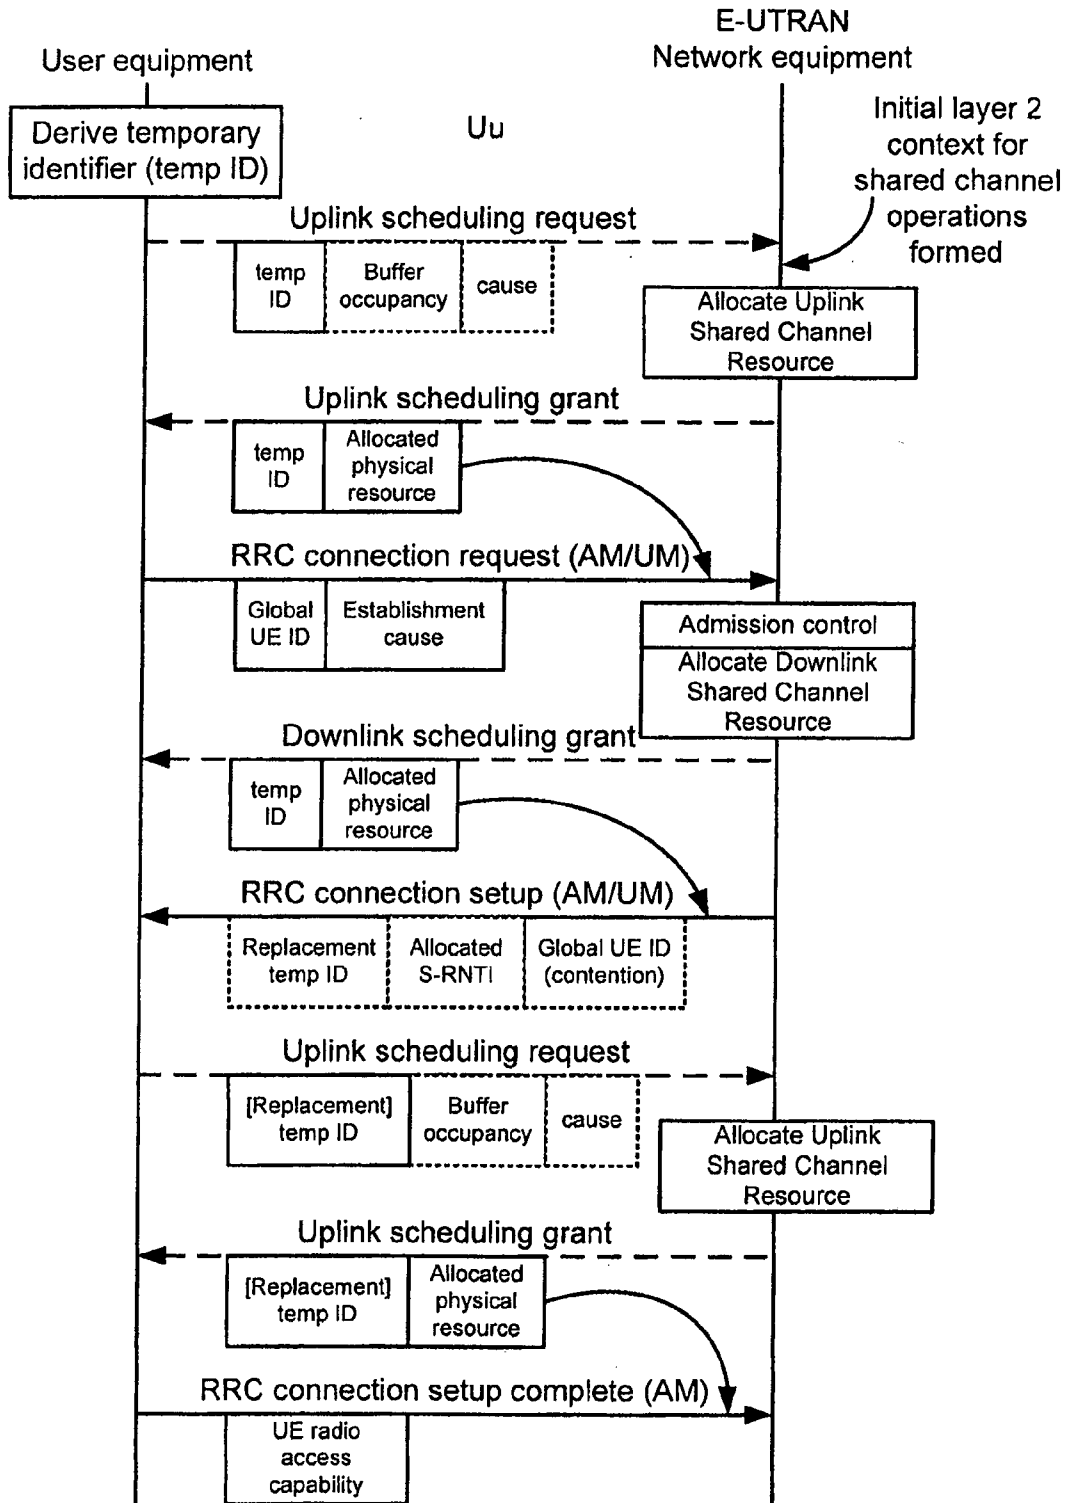 E-UTRAN
Network equipment
User equipment
Initial layer 2
context for
shared channel
operations
formed
Derive temporary
identifier (temp ID)
Uu
Uplink scheduling request
temp
ID
Buffer
occupancy
cause
Allocate Uplink
Shared Channel
Resource
Uplink scheduling grant
temp
ID
Allocated
physical
resource
RRC connection request (AM/UM)
Global
UE ID
Establishment
cause
Admission control
Allocate Downlink
Shared Channel
Resource
Downlink scheduling grant
temp
ID
Allocated
physical
resource
RRC connection setup (AM/UM)
Replacement
temp ID
Allocated
S-RNTI
Global UE ID
(contention)
Uplink scheduling request
[Replacement]
temp ID
Buffer
occupancy
cause
Allocate Uplink
Shared Channel
Resource
Uplink scheduling grant
[Replacement]
temp ID
Allocated
physical
resource
RRC connection setup complete (AM)
UE radio
access
capability